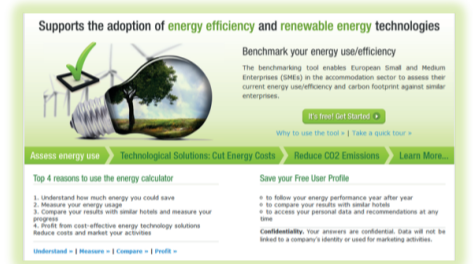 Supports the adoption of energy efficiency and renewable energy technologies
Benchmark your energy use/efficiency
The benchmarking tool enables European Small and Medium
Enterprises (SMEs) in the accommodation sector to assess their
current energy use/efficiency and carbon footprint against similar
enterprises.
It's free! Get Started
Why to use the tool » | Take a quick tour »
Assess energy use
Technological Solutions: Cut Energy Costs
Reduce CO2 Emissions
Learn More...
Top 4 reasons to use the energy calculator
1. Understand how much energy you could save
2. Measure your energy usage
3. Compare your results with similar hotels and measure your
progress
4. Profit from cost-effective energy technology solutions
Reduce costs and market your activities
Understand » | Measure » | Compare » | Profit »
Save your Free User Profile
to follow your energy performance year after year
to compare your results with similar hotels
to access your personal data and recommendations at any
time
Confidentiality. Your answers are confidential. Data will not be
linked to a company's identity or used for marketing activities.